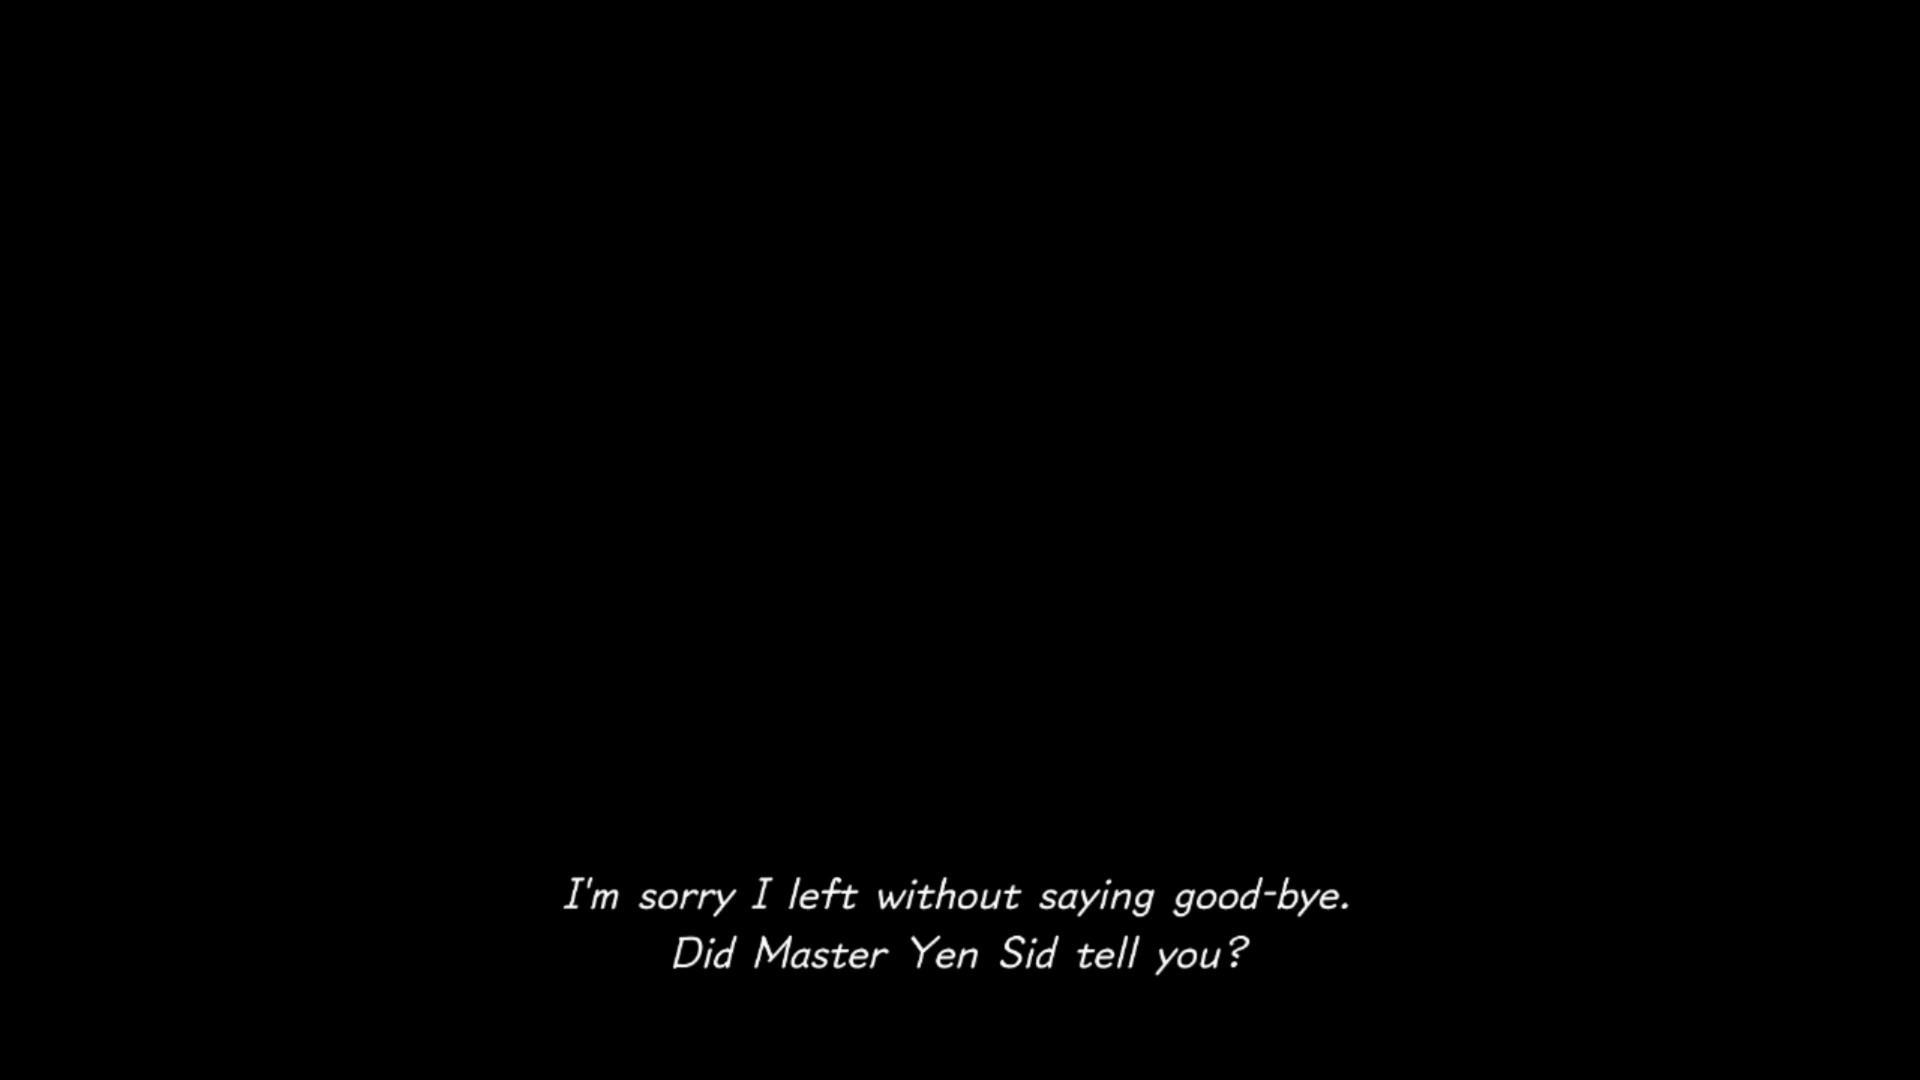 I'm sorry I left without saying good-bye.
Did Master Yen Sid tell you?